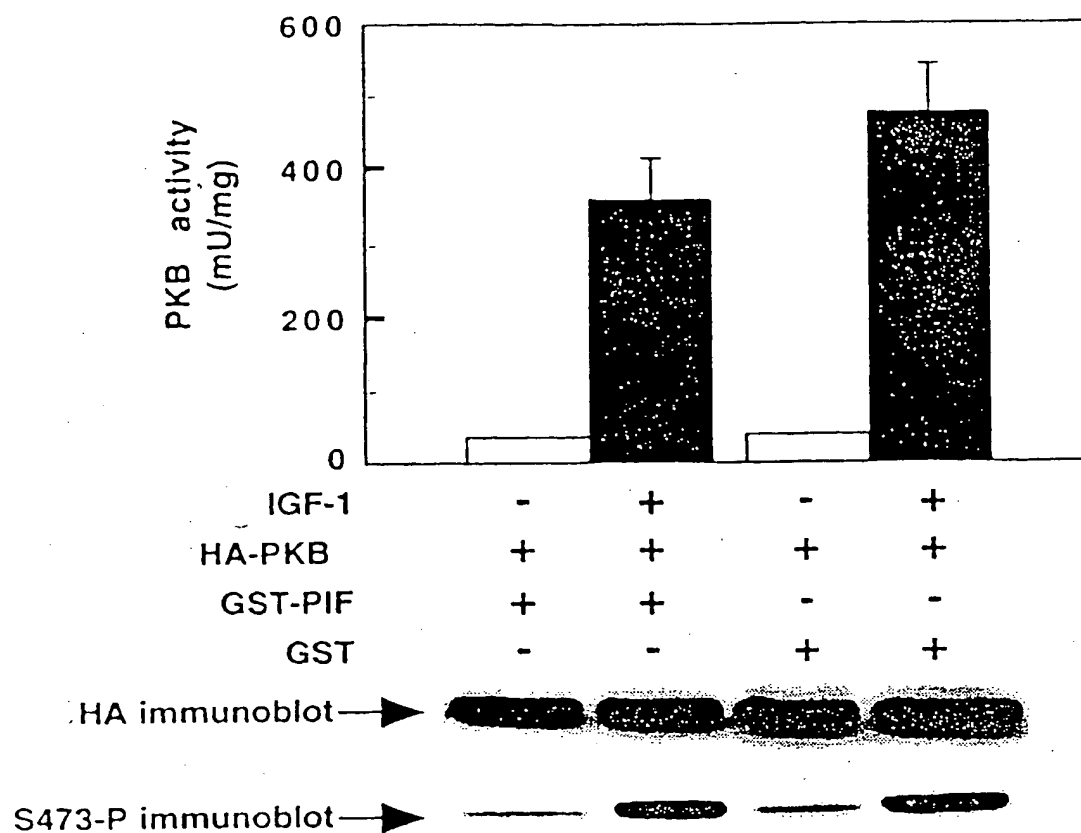 600
400
200
0
PKB activity
(mU/mg)
IGF-1 - + - +
HA-PKB + + + +
GST-PIF + + - -
GST - - + +
HA immunoblot
S473-P immunoblot